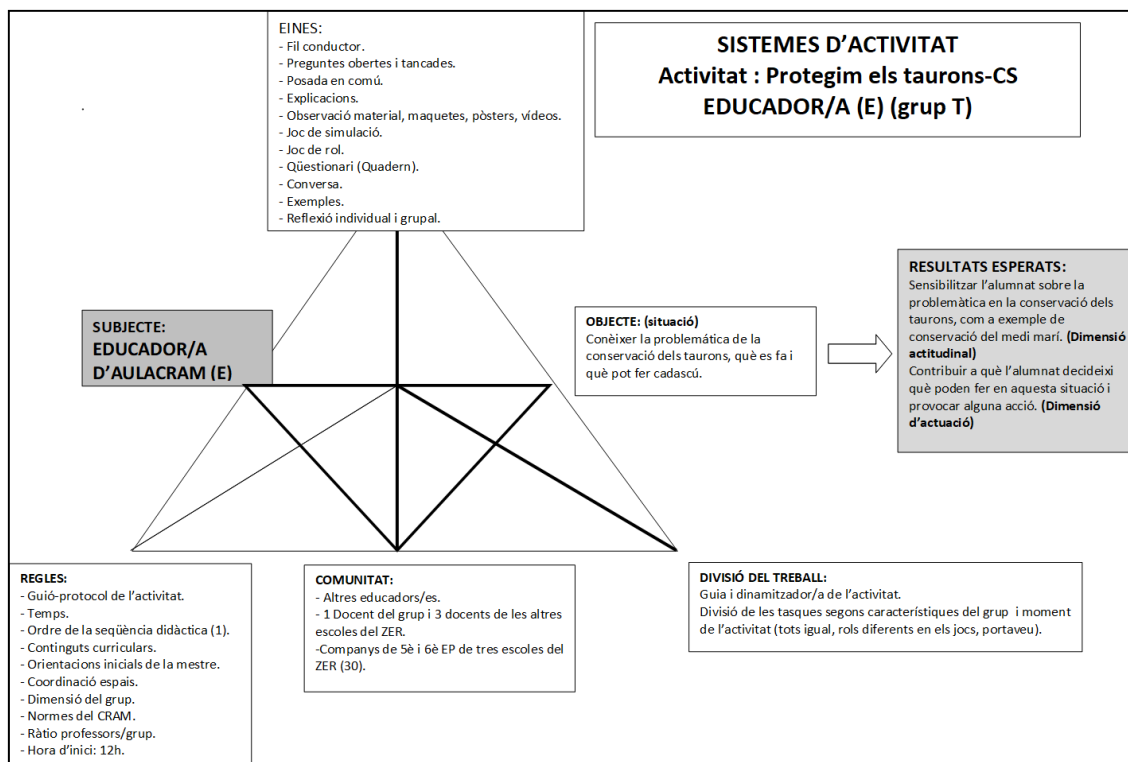 EINES:
- Fil conductor.
- Preguntes obertes i tancades.
- Posada en comú.
- Explicacions.
- Observació material, maquetes, pòsters, vídeos.
- Joc de simulació.
- Joc de rol.
- Qüestionari (Quadern).
- Conversa.
- Exemples.
- Reflexió individual i grupal.
SISTEMES D'ACTIVITAT
Activitat : Protegim els taurons-CS
EDUCADOR/A (E) (grup T)
SUBJECTE:
EDUCADOR/A
D'AULACRAM (E)
OBJECTE: (situació)
Conèixer la problemática de la
conservació dels taurons, què es fa i
què pot fer cadascú.
RESULTATS ESPERATS:
Sensibilitzar l'alumnat sobre la
problemàtica en la conservació dels
taurons, com a exemple de
conservació del medi marí. (Dimensió
actitudinal)
Contribuir a què l'alumnat decideixi
què poden fer en aquesta situació i
provocar alguna acció. (Dimensió
d'actuació)
REGLES:
- Guió-protocol de l'activitat.
- Temps.
- Ordre de la seqüència didàctica (1).
- Continguts curriculars.
- Orientacions inicials de la mestre.
- Coordinació espais.
- Dimensió del grup.
- Normes del CRAM.
- Ràtio professors/grup.
- Hora d'inici: 12h.
COMUNITAT:
- Altres educadors/es.
- 1 Docent del grup i 3 docents de les altres
escoles del ZER.
-Companys de 5è i 6è EP de tres escoles del
ZER (30).
DIVISIÓ DEL TREBALL:
Guia i dinamitzador/a de l'activitat.
Divisió de les tasques segons característiques del grup i moment
de l'activitat (tots igual, rols diferents en els jocs, portaveu).